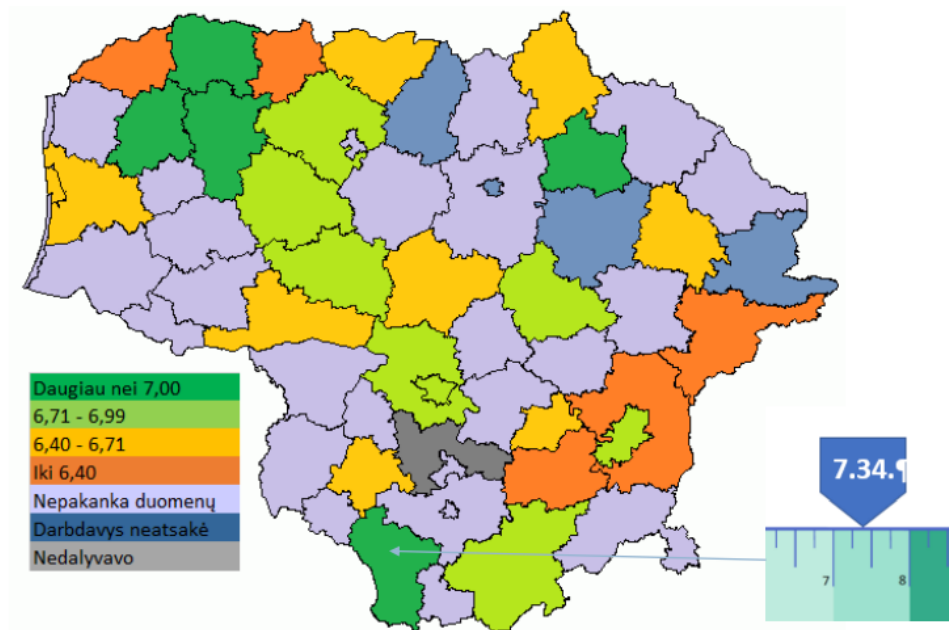 Daugiau nei 7,00
6,71 - 6,99
6,40 - 6,71
Iki 6,40
Nepakanka duomenų
Darbdavys neatsakė
Nedalyvavo
7.34.¶
7
8